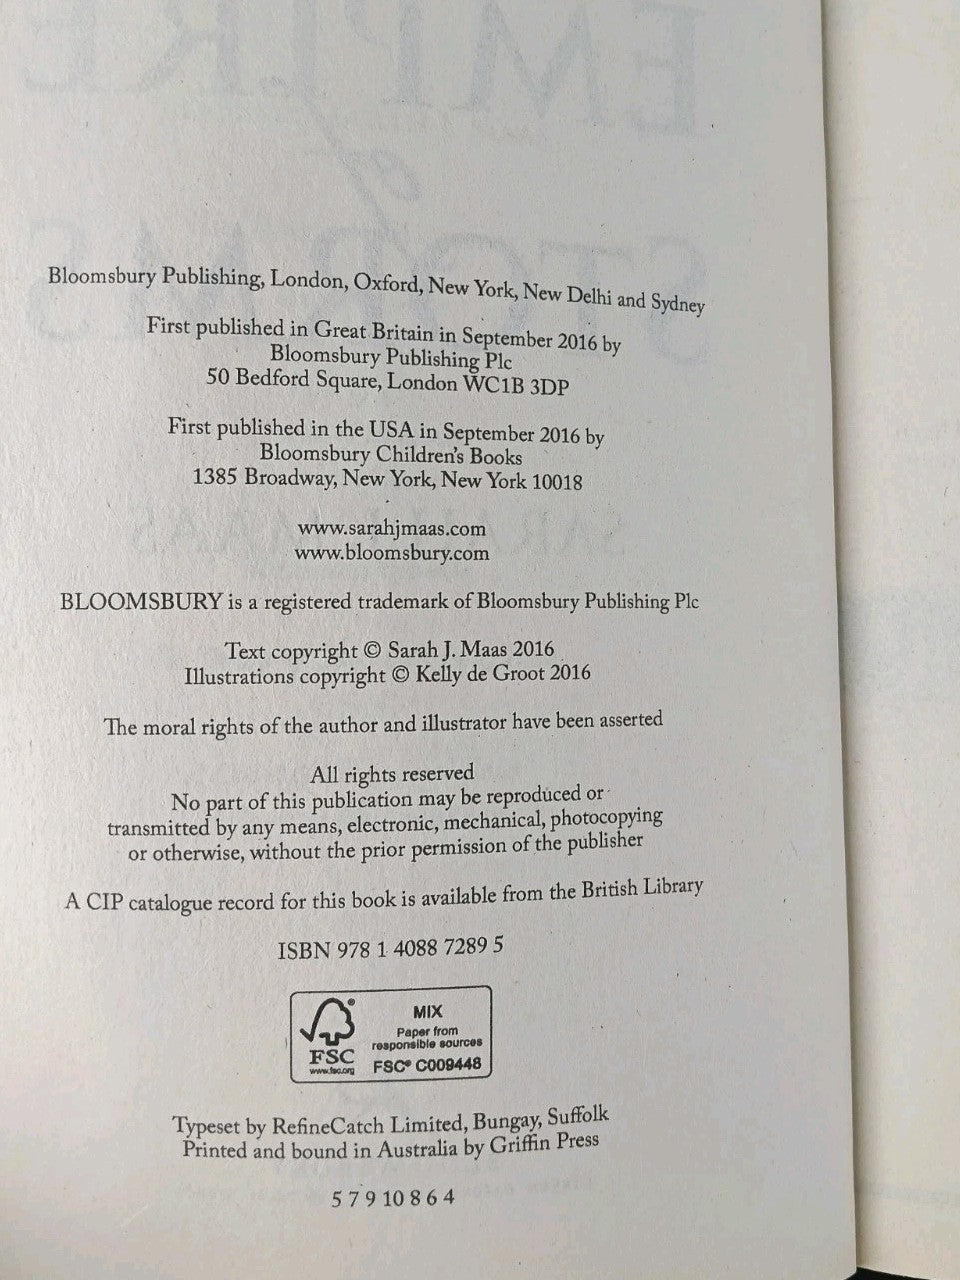 EMPIRE
of
STORMS
Bloomsbury Publishing, London, Oxford, New York, New Delhi and Sydney
First published in Great Britain in September 2016 by
Bloomsbury Publishing Plc
50 Bedford Square, London WC1B 3DP
First published in the USA in September 2016 by
Bloomsbury Children's Books
1385 Broadway, New York, New York 10018
SARAH J. MAAS
www.sarahjmaas.com
www.bloomsbury.com
BLOOMSBURY is a registered trademark of Bloomsbury Publishing Plc
Text copyright © Sarah J. Maas 2016
Illustrations copyright © Kelly de Groot 2016
The moral rights of the author and illustrator have been asserted
All rights reserved
No part of this publication may be reproduced or
transmitted by any means, electronic, mechanical, photocopying
or otherwise, without the prior permission of the publisher
A CIP catalogue record for this book is available from the British Library
ISBN 978 1 4088 7289 5
FSC
www.fsc.org
MIX
Paper from
responsible sources
FSC® C009448
Typeset by RefineCatch Limited, Bungay, Suffolk
Printed and bound in Australia by Griffin Press
5 7 9 10 8 6 4